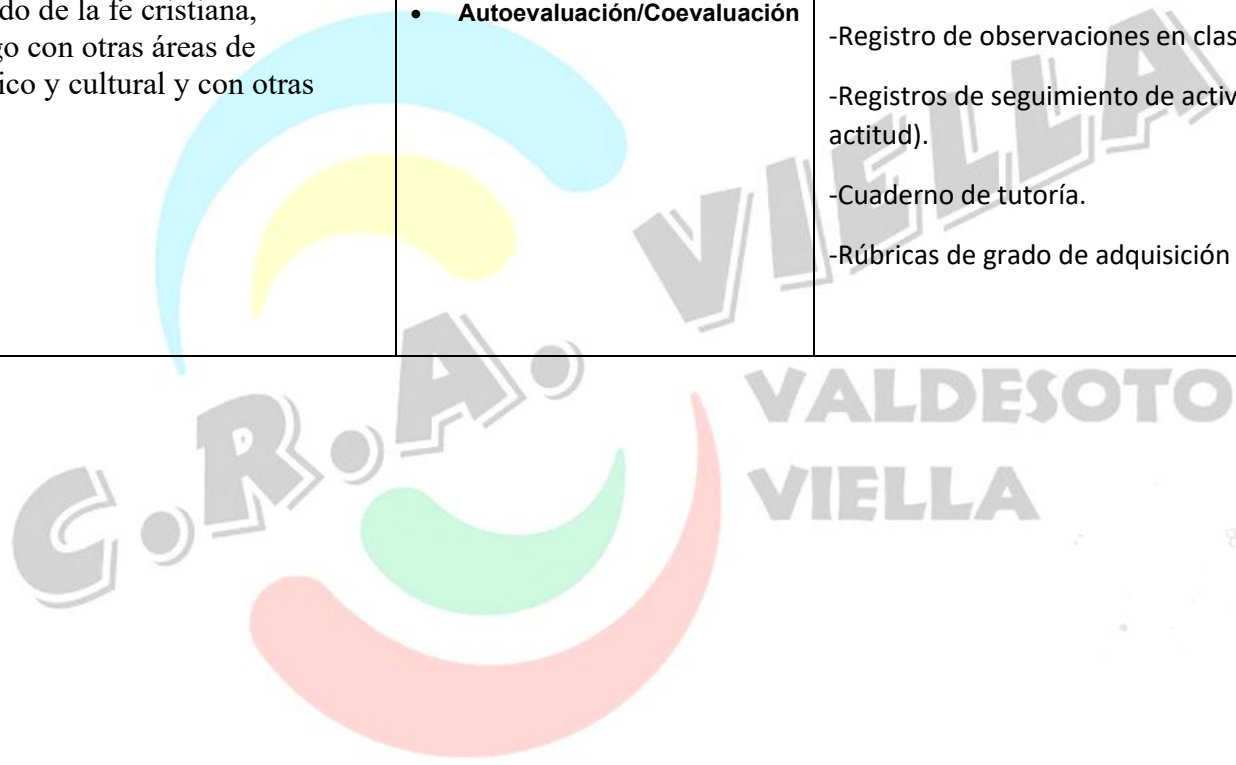 do de la fe cristiana,
go con otras áreas de
ico y cultural y con otras
• Autoevaluación/Coevaluación
-Registro de observaciones en clas
-Registros de seguimiento de activ
actitud).
-Cuaderno de tutoría.
-Rúbricas de grado de adquisición
C.R.A. VIELLA
VALDESOTO
VIELLA